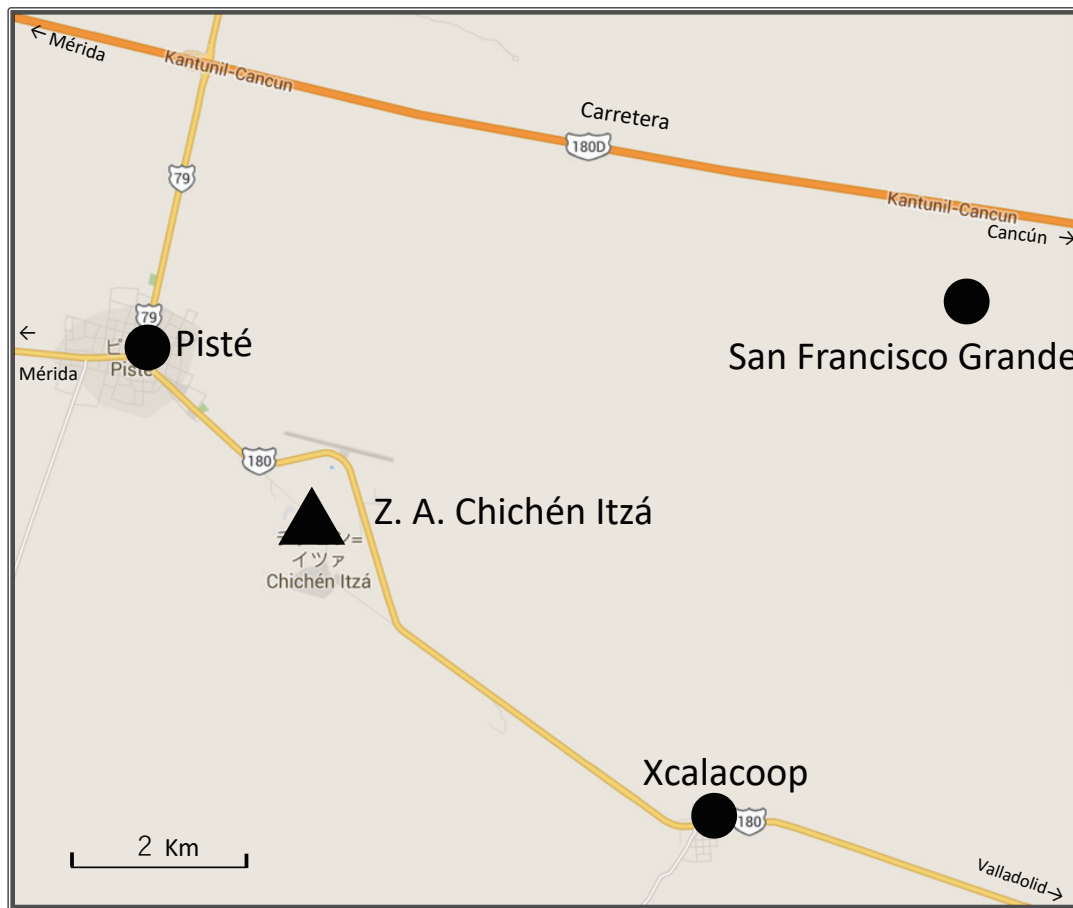 ← Mérida
Kantunil-Cancun
Carretera
180D
79
Kantunil-Cancun
Cancún →
79
←
ピ
Pisté
Pisté
Mérida
San Francisco Grande
180
Z. A. Chichén Itzá
イツァ
Chichén Itzá
Xcalacoop
180
2 Km
Valladolid→